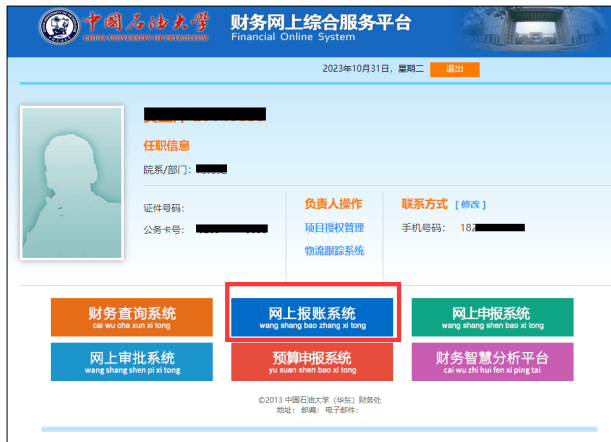 中国石油大学
CHINA UNIVERSITY OF PETROLEUM
财务网上综合服务平台
Financial Online System
2023年10月31日，星期二 退出
任职信息
院系/部门：
证件号码：
公务卡号：
负责人操作
项目授权管理
物流跟踪系统
联系方式 [修改]
手机号码： 182
财务查询系统
cai wu cha xun xi tong
网上报账系统
wang shang bao zhang xi tong
网上申报系统
wang shang shen bao xi tong
网上审批系统
wang shang shen pi xi tong
预算申报系统
yu suan shen bao xi tong
财务智慧分析平台
cai wu zhi hui fen xi ping tai
©2013 中国石油大学（华东）财务处
地址： 邮编： 电子邮件：